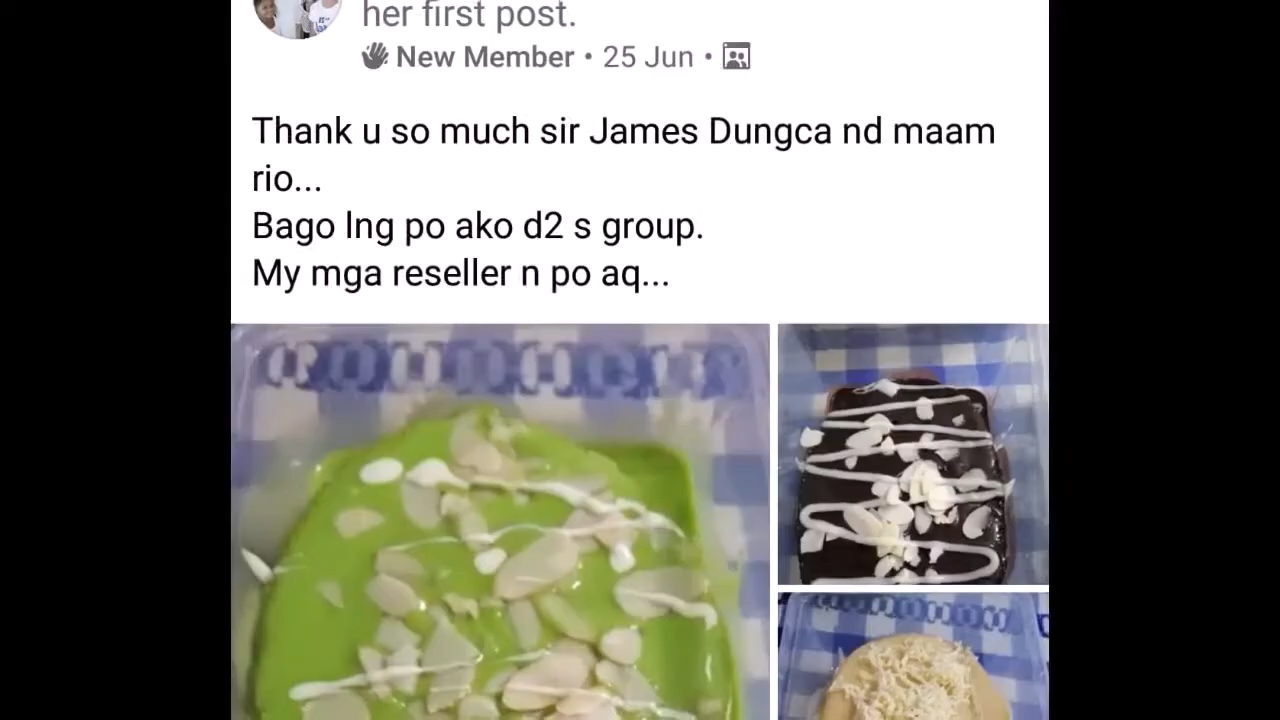 her first post.
New Member • 25 Jun •
Thank u so much sir James Dungca nd maam
rio...
Bago lng po ako d2 s group.
My mga reseller n po aq...